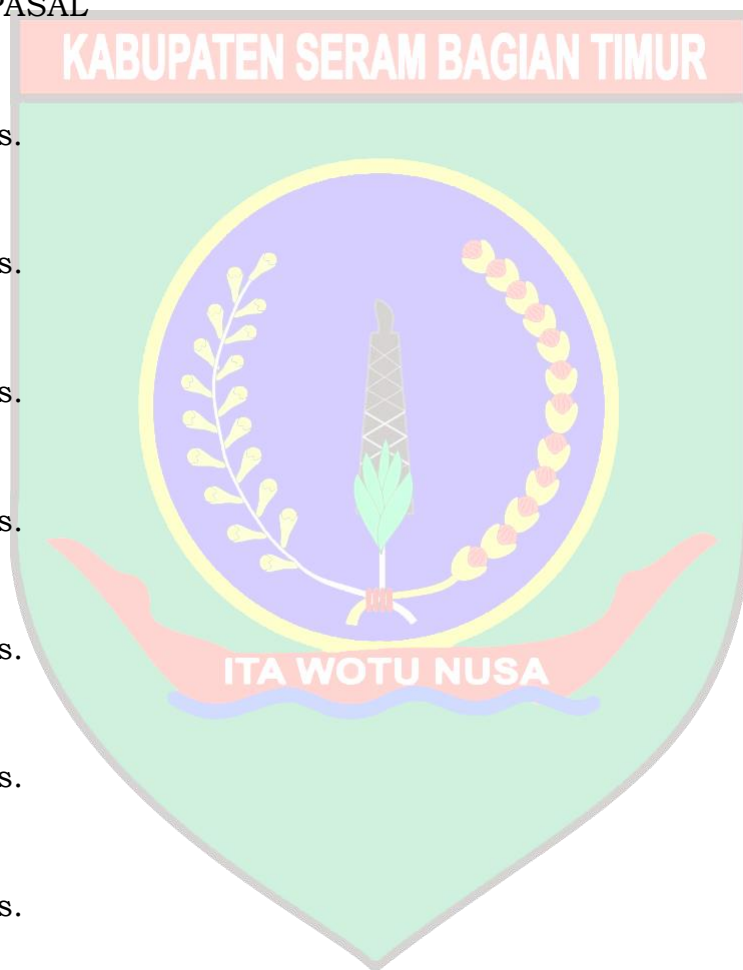 PASAL
KABUPATEN SERAM BAGIAN TIMUR
s.
s.
s.
s.
ITA WOTU NUSA
s.
s.
s.